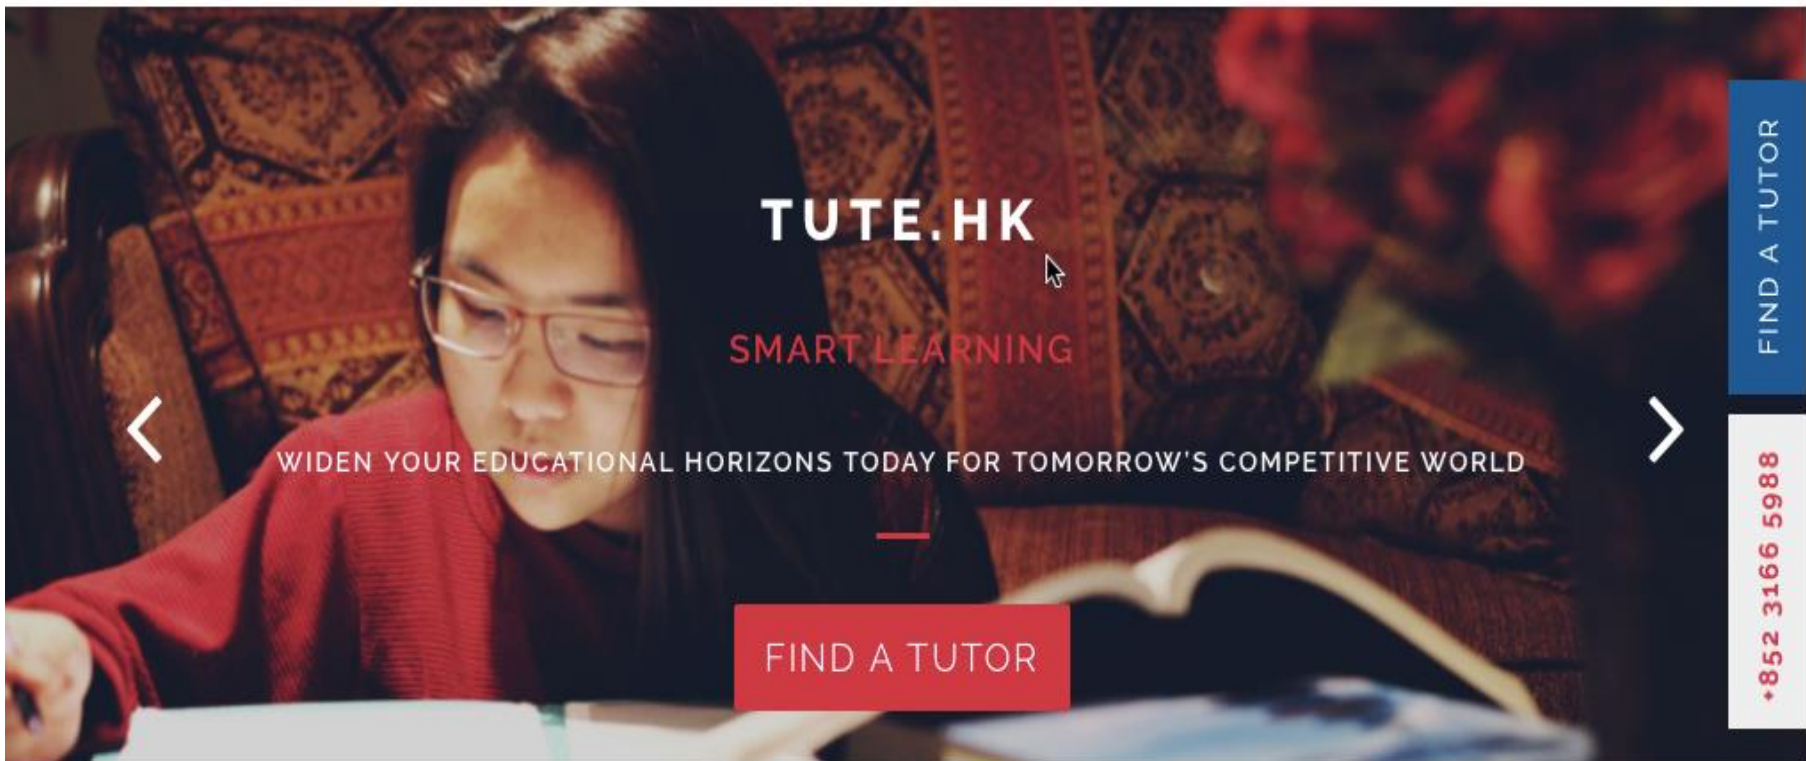 TUTE.HK
SMART LEARNING
WIDEN YOUR EDUCATIONAL HORIZONS TODAY FOR TOMORROW'S COMPETITIVE WORLD
FIND A TUTOR
FIND A TUTOR
+852 3166 5988